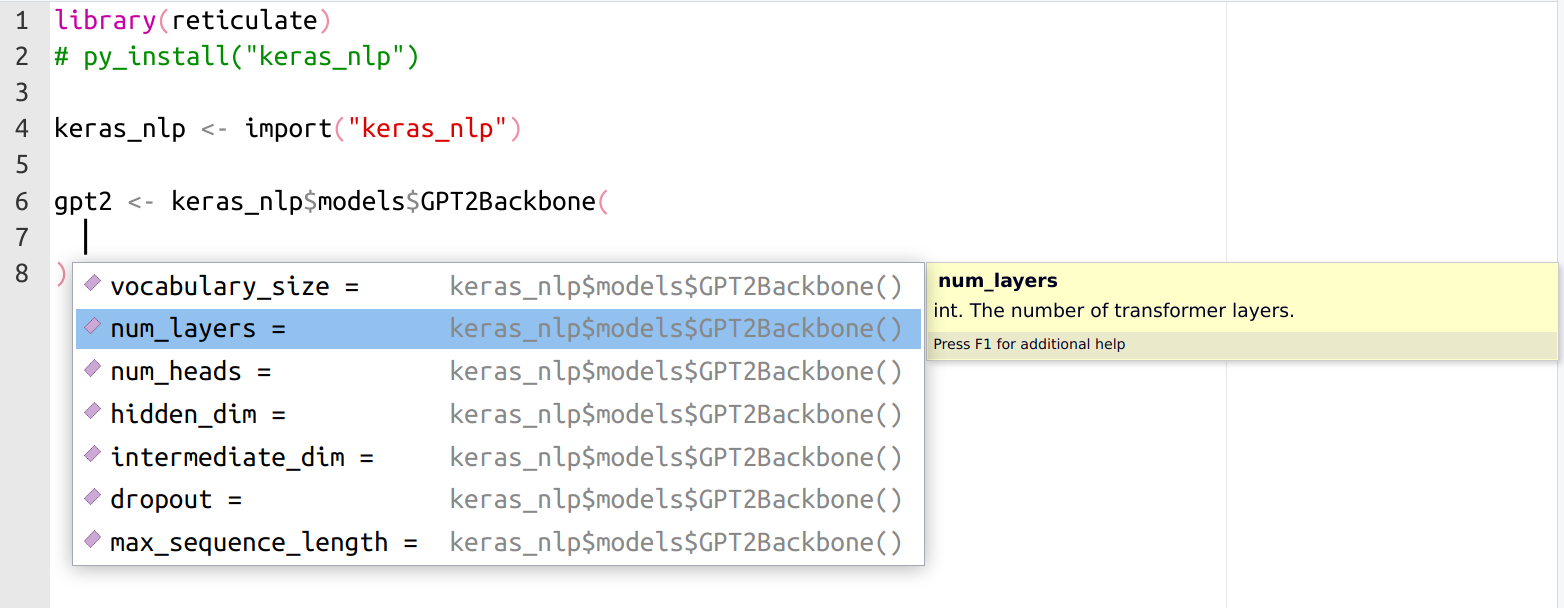 1 library(reticulate)
2 # py_install("keras_nlp")
3
4 keras_nlp <- import("keras_nlp")
5
6 gpt2 <- keras_nlp$models$GPT2Backbone(
7
8 )
vocabulary_size = keras_nlp$models$GPT2Backbone()
num_layers = keras_nlp$models$GPT2Backbone()
num_heads = keras_nlp$models$GPT2Backbone()
hidden_dim = keras_nlp$models$GPT2Backbone()
intermediate_dim = keras_nlp$models$GPT2Backbone()
dropout = keras_nlp$models$GPT2Backbone()
max_sequence_length = keras_nlp$models$GPT2Backbone()
num_layers
int. The number of transformer layers.
Press F1 for additional help